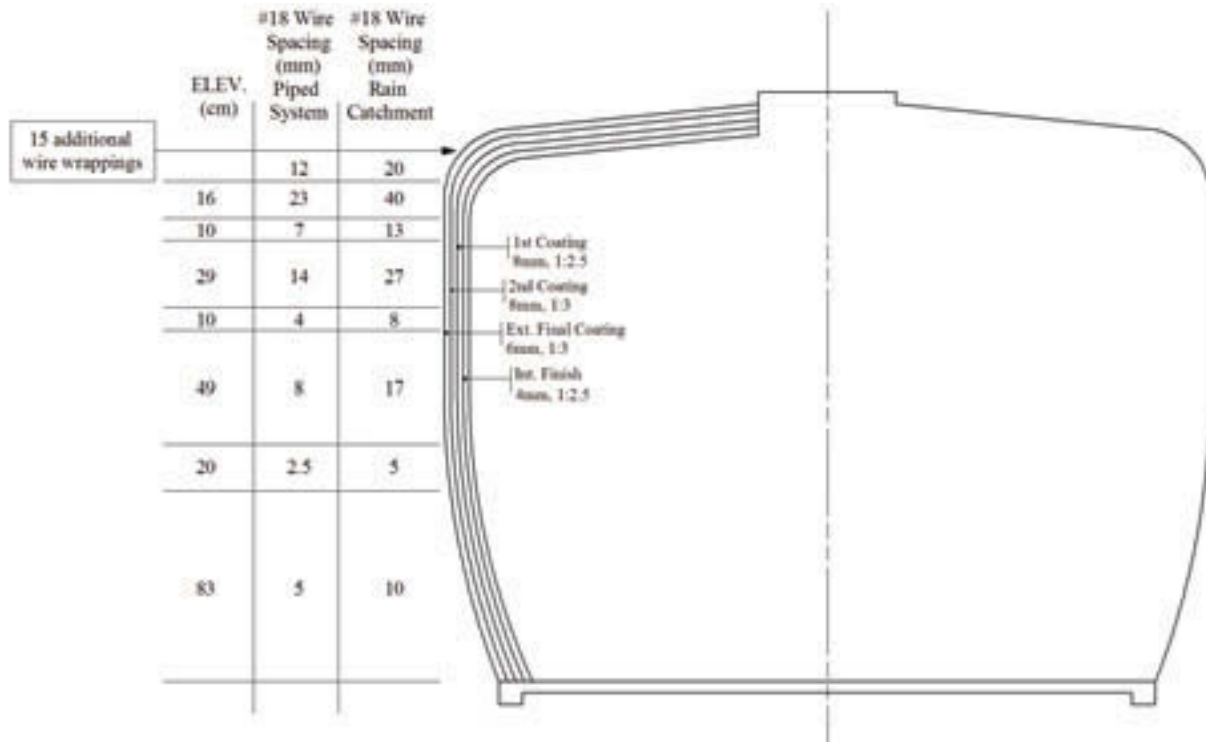 #18 Wire #18 Wire
Spacing Spacing
(mm) (mm)
ELEV. Piped Rain
(cm) System Catchment
15 additional
wire wrappings
12 20
16 23 40
10 7 13
29 14 27
10 4 8
49 8 17
20 2.5 5
83 5 10
1st Coating
8mm, 1:2.5
2nd Coating
8mm, 1:3
Ext. Final Coating
6mm, 1:3
Int. Finish
4mm, 1:2.5